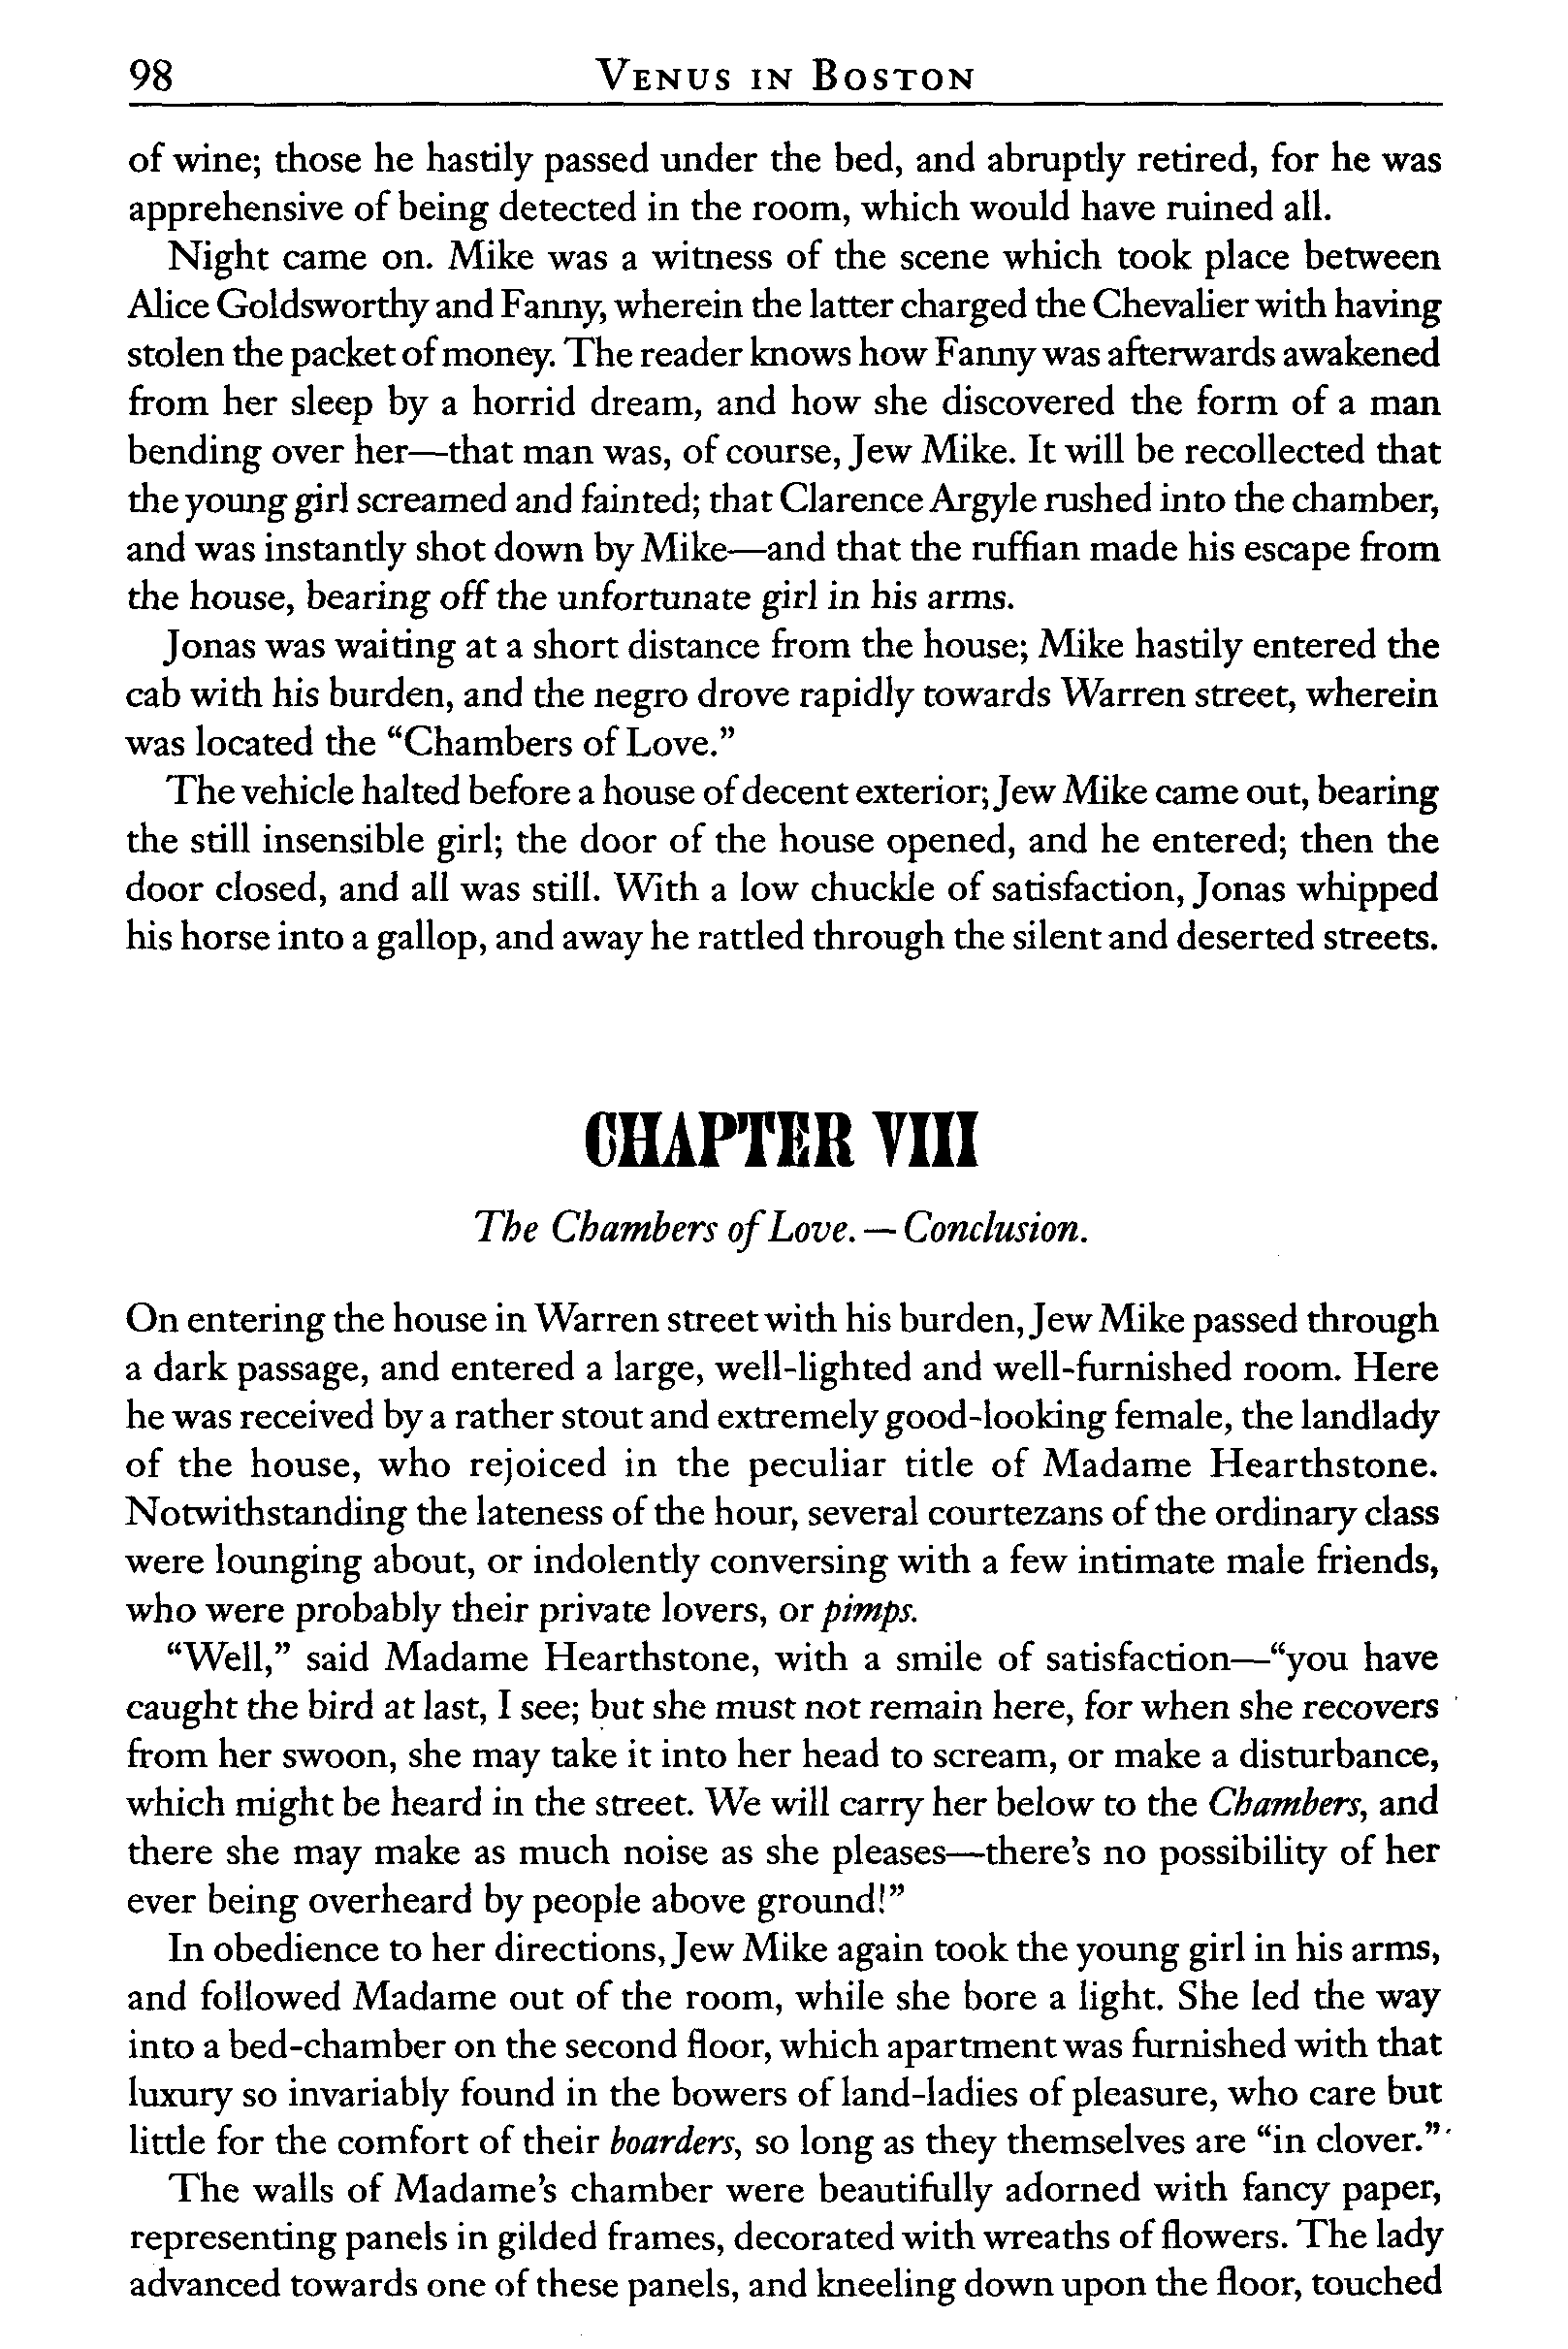 98 VENUS IN BOSTON
of wine; those he hastily passed under the bed, and abruptly retired, for he was
apprehensive of being detected in the room, which would have ruined all.
Night came on. Mike was a witness of the scene which took place between
Alice Goldsworthy and Fanny, wherein the latter charged the Chevalier with having
stolen the packet of money. The reader knows how Fanny was afterwards awakened
from her sleep by a horrid dream, and how she discovered the form of a man
bending over her—that man was, of course, Jew Mike. It will be recollected that
the young girl screamed and fainted; that Clarence Argyle rushed into the chamber,
and was instantly shot down by Mike—and that the ruffian made his escape from
the house, bearing off the unfortunate girl in his arms.
Jonas was waiting at a short distance from the house; Mike hastily entered the
cab with his burden, and the negro drove rapidly towards Warren street, wherein
was located the “Chambers of Love.”
The vehicle halted before a house of decent exterior; Jew Mike came out, bearing
the still insensible girl; the door of the house opened, and he entered; then the
door closed, and all was still. With a low chuckle of satisfaction, Jonas whipped
his horse into a gallop, and away he rattled through the silent and deserted streets.
CHAPTER VIII
The Chambers of Love. — Conclusion.
On entering the house in Warren street with his burden, Jew Mike passed through
a dark passage, and entered a large, well-lighted and well-furnished room. Here
he was received by a rather stout and extremely good-looking female, the landlady
of the house, who rejoiced in the peculiar title of Madame Hearthstone.
Notwithstanding the lateness of the hour, several courtezans of the ordinary class
were lounging about, or indolently conversing with a few intimate male friends,
who were probably their private lovers, or pimps.
“Well,” said Madame Hearthstone, with a smile of satisfaction—“you have
caught the bird at last, I see; but she must not remain here, for when she recovers
from her swoon, she may take it into her head to scream, or make a disturbance,
which might be heard in the street. We will carry her below to the Chambers, and
there she may make as much noise as she pleases—there’s no possibility of her
ever being overheard by people above ground!”
In obedience to her directions, Jew Mike again took the young girl in his arms,
and followed Madame out of the room, while she bore a light. She led the way
into a bed-chamber on the second floor, which apartment was furnished with that
luxury so invariably found in the bowers of land-ladies of pleasure, who care but
little for the comfort of their boarders, so long as they themselves are “in clover.”
The walls of Madame’s chamber were beautifully adorned with fancy paper,
representing panels in gilded frames, decorated with wreaths of flowers. The lady
advanced towards one of these panels, and kneeling down upon the floor, touched